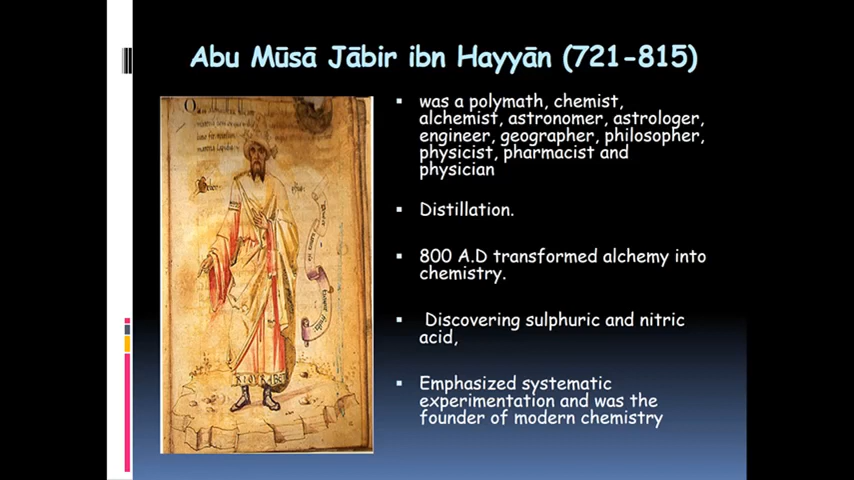 Abu Mūsā Jābir ibn Hayyān (721-815)
▪ was a polymath, chemist,
alchemist, astronomer, astrologer,
engineer, geographer, philosopher,
physicist, pharmacist and
physician
▪ Distillation.
▪ 800 A.D transformed alchemy into
chemistry.
▪ Discovering sulphuric and nitric
acid,
▪ Emphasized systematic
experimentation and was the
founder of modern chemistry